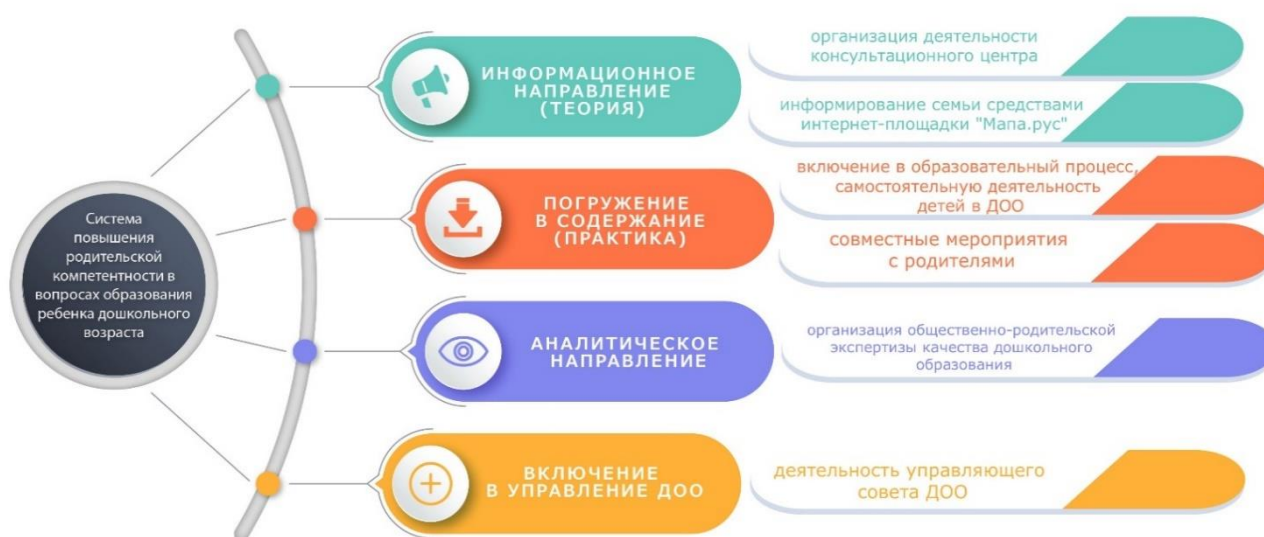 Система
повышения
родительской
компетентности в
вопросах образования
ребенка дошкольного
возраста
ИНФОРМАЦИОННОЕ
НАПРАВЛЕНИЕ
(ТЕОРИЯ)
организация деятельности
консультационного центра
информирование семьи средствами
интернет-площадки "Мапа.рус"
ПОГРУЖЕНИЕ
В СОДЕРЖАНИЕ
(ПРАКТИКА)
включение в образовательный процесс,
самостоятельную деятельность
детей в ДОО
совместные мероприятия
с родителями
АНАЛИТИЧЕСКОЕ
НАПРАВЛЕНИЕ
организация общественно-родительской
экспертизы качества дошкольного
образования
ВКЛЮЧЕНИЕ
В УПРАВЛЕНИЕ ДОО
деятельность управляющего
совета ДОО